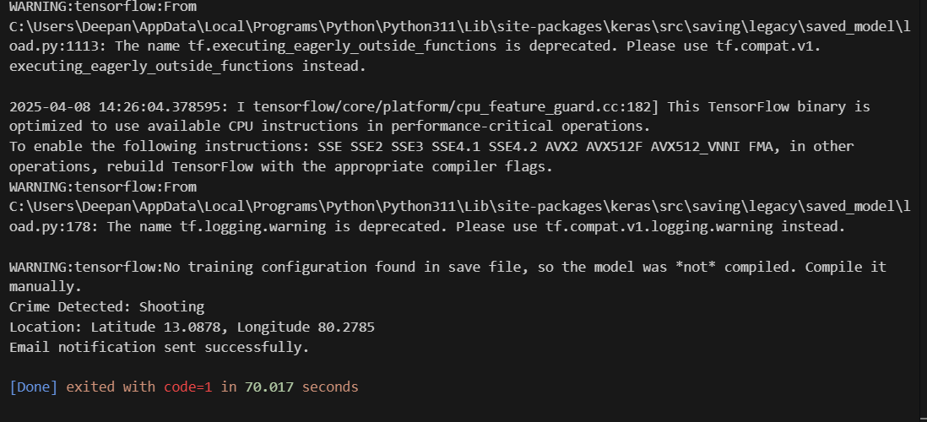 WARNING:tensorflow:From
C:\Users\Deepan\AppData\Local\Programs\Python\Python311\Lib\site-packages\keras\src\saving\legacy\saved_model\l
oad.py:1113: The name tf.executing_eagerly_outside_functions is deprecated. Please use tf.compat.v1.
executing_eagerly_outside_functions instead.

2025-04-08 14:26:04.378595: I tensorflow/core/platform/cpu_feature_guard.cc:182] This TensorFlow binary is
optimized to use available CPU instructions in performance-critical operations.
To enable the following instructions: SSE SSE2 SSE3 SSE4.1 SSE4.2 AVX2 AVX512F AVX512_VNNI FMA, in other
operations, rebuild TensorFlow with the appropriate compiler flags.
WARNING:tensorflow:From
C:\Users\Deepan\AppData\Local\Programs\Python\Python311\Lib\site-packages\keras\src\saving\legacy\saved_model\l
oad.py:178: The name tf.logging.warning is deprecated. Please use tf.compat.v1.logging.warning instead.

WARNING:tensorflow:No training configuration found in save file, so the model was *not* compiled. Compile it
manually.
Crime Detected: Shooting
Location: Latitude 13.0878, Longitude 80.2785
Email notification sent successfully.

[Done] exited with code=1 in 70.017 seconds